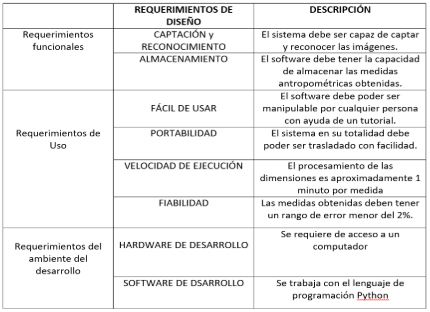 REQUERIMIENTOS DE
DISEÑO
DESCRIPCIÓN
Requerimientos
funcionales
CAPTACIÓN y
RECONOCIMIENTO
El sistema debe ser capaz de captar
y reconocer las imágenes.
ALMACENAMIENTO
El software debe tener la capacidad
de almacenar las medidas
antropométricas obtenidas.
Requerimientos de
Uso
FÁCIL DE USAR
El software debe poder ser
manipulable por cualquier persona
con ayuda de un tutorial.
PORTABILIDAD
El sistema en su totalidad debe
poder ser trasladado con facilidad.
VELOCIDAD DE EJECUCIÓN
El procesamiento de las
dimensiones es aproximadamente 1
minuto por medida
FIABILIDAD
Las medidas obtenidas deben tener
un rango de error menor del 2%.
Requerimientos del
ambiente del
desarrollo
HARDWARE DE DESARROLLO
Se requiere de acceso a un
computador
SOFTWARE DE DSARROLLO
Se trabaja con el lenguaje de
programación Python